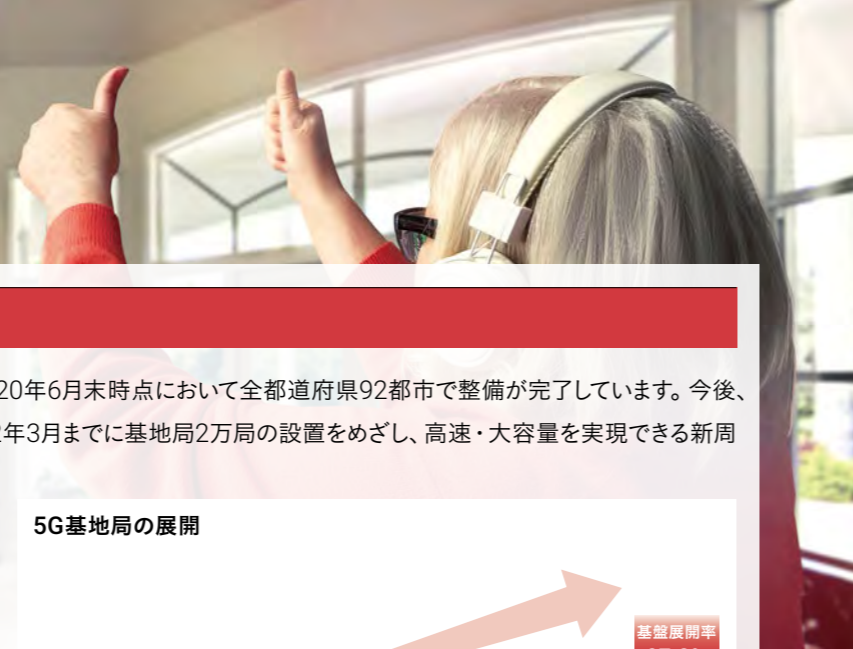 20年6月末時点において全都道府県92都市で整備が完了しています。今後、
年3月までに基地局2万局の設置をめざし、高速・大容量を実現できる新周
5G基地局の展開
基盤展開率